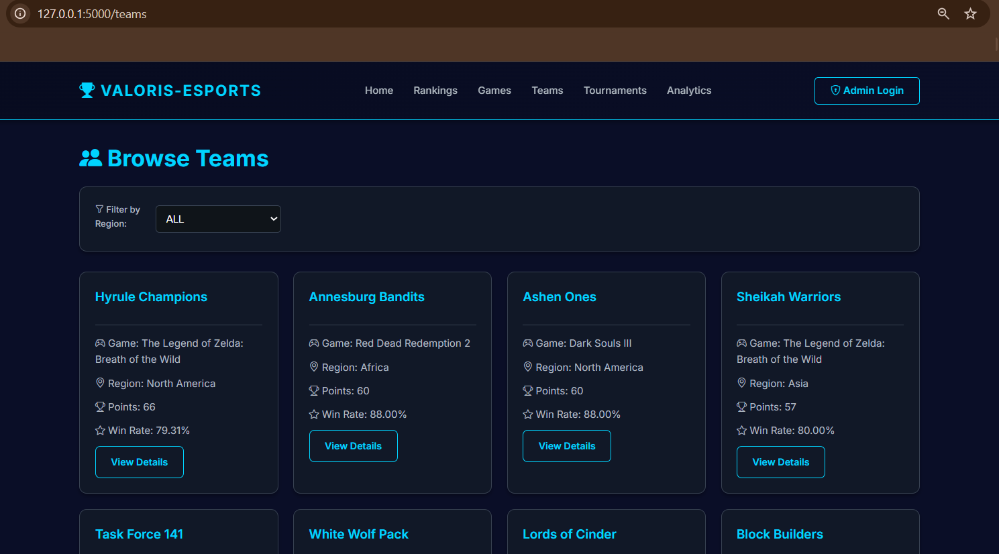 127.0.0.1:5000/teams
VALORIS-ESPORTS
Home Rankings Games Teams Tournaments Analytics
Admin Login
Browse Teams
Filter by
Region:
ALL
Hyrule Champions
Game: The Legend of Zelda:
Breath of the Wild
Region: North America
Points: 66
Win Rate: 79.31%
View Details
Annesburg Bandits
Game: Red Dead Redemption 2
Region: Africa
Points: 60
Win Rate: 88.00%
View Details
Ashen Ones
Game: Dark Souls III
Region: North America
Points: 60
Win Rate: 88.00%
View Details
Sheikah Warriors
Game: The Legend of Zelda:
Breath of the Wild
Region: Asia
Points: 57
Win Rate: 80.00%
View Details
Task Force 141
White Wolf Pack
Lords of Cinder
Block Builders